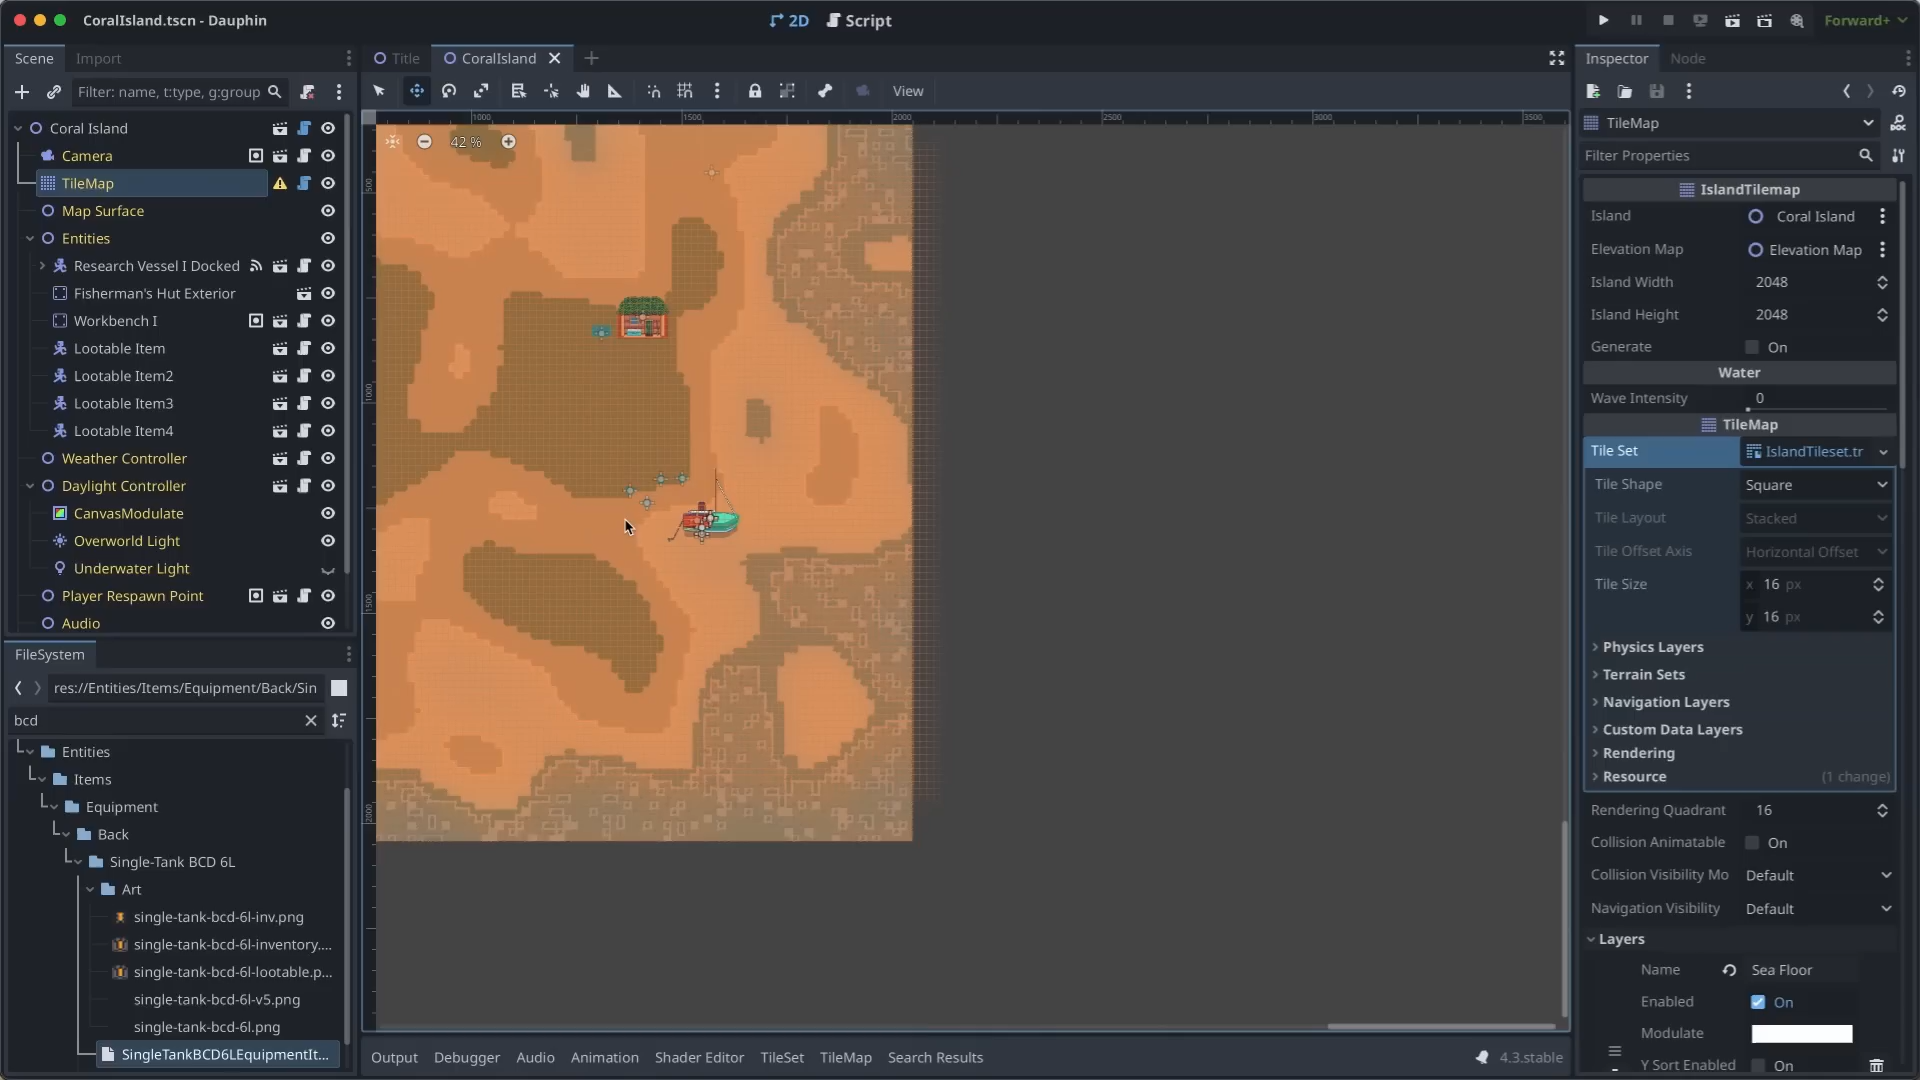 CoralIsland.tscn - Dauphin
2D
Script
Forward+
Scene
Import
Title
CoralIsland
Inspector
Node
Filter: name, t:type, g:group
View
TileMap
Filter Properties
Coral Island
Camera
TileMap
Map Surface
Entities
Research Vessel I Docked
Fisherman's Hut Exterior
Workbench I
Lootable Item
Lootable Item2
Lootable Item3
Lootable Item4
Weather Controller
Daylight Controller
CanvasModulate
Overworld Light
Underwater Light
Player Respawn Point
Audio
FileSystem
res://Entities/Items/Equipment/Back/Sin
bcd
Entities
Items
Equipment
Back
Single-Tank BCD 6L
Art
single-tank-bcd-6l-inv.png
single-tank-bcd-6l-inventory....
single-tank-bcd-6l-lootable.p...
single-tank-bcd-6l-v5.png
single-tank-bcd-6l.png
SingleTankBCD6LEquipmentIt...
1000
1500
2000
2500
3000
3500
500
1000
1500
2000
42 %
Output
Debugger
Audio
Animation
Shader Editor
TileSet
TileMap
Search Results
4.3.stable
IslandTilemap
Island
Coral Island
Elevation Map
Elevation Map
Island Width
2048
Island Height
2048
Generate
On
Water
Wave Intensity
0
TileMap
Tile Set
IslandTileset.tr
Tile Shape
Square
Tile Layout
Stacked
Tile Offset Axis
Horizontal Offset
Tile Size
x 16 px
y 16 px
Physics Layers
Terrain Sets
Navigation Layers
Custom Data Layers
Rendering
Resource
(1 change)
Rendering Quadrant
16
Collision Animatable
On
Collision Visibility Mo
Default
Navigation Visibility
Default
Layers
Name
Sea Floor
Enabled
On
Modulate
Y Sort Enabled
On